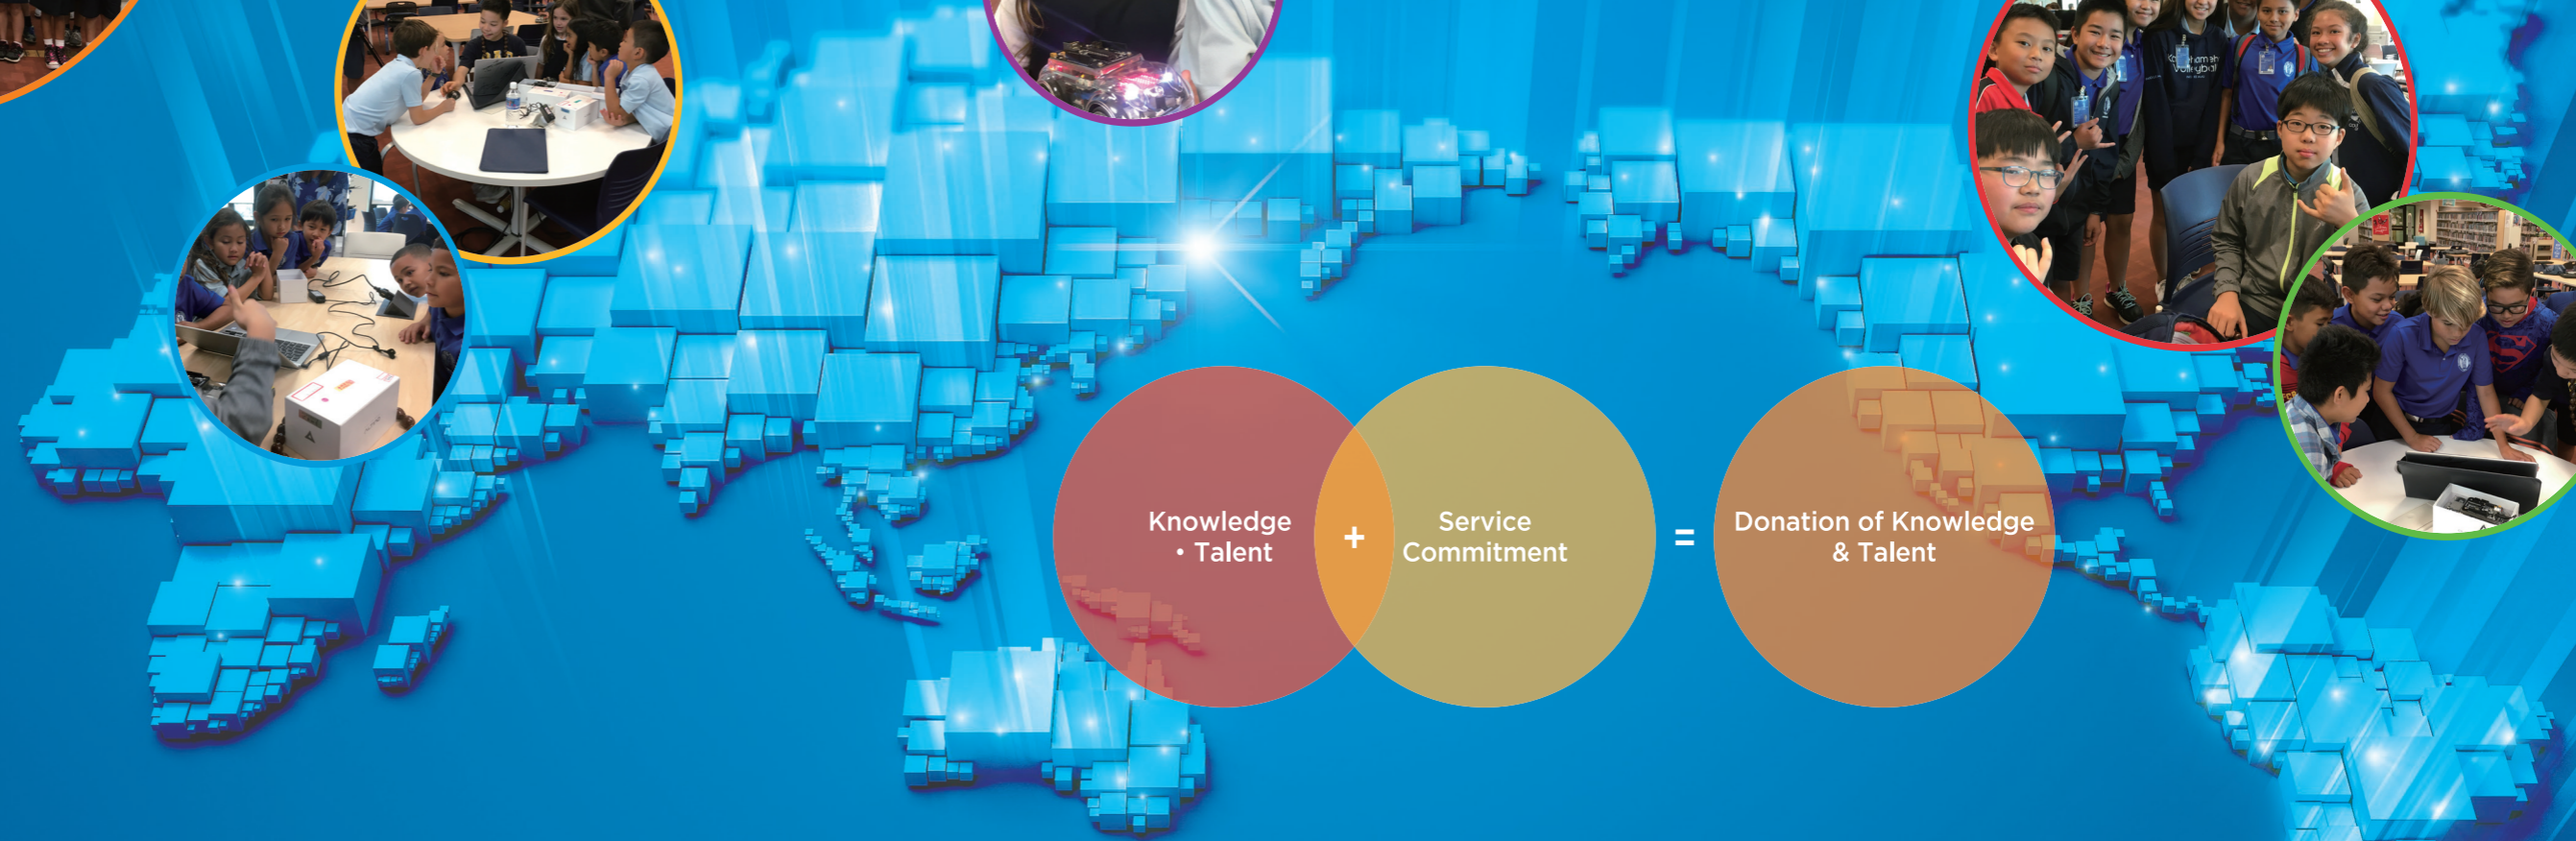 Knowledge
• Talent
+
Service
Commitment
=
Donation of Knowledge
& Talent